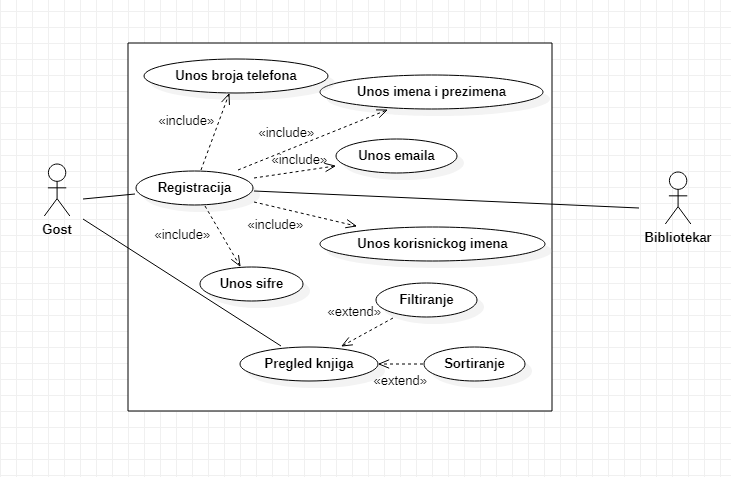 Unos broja telefona
Unos imena i prezimena
«include»
«include»
«include»
Unos emaila
Registracija
Gost
Bibliotekar
«include»
«include»
Unos korisnickog imena
Unos sifre
Filtiranje
«extend»
Pregled knjiga
Sortiranje
«extend»